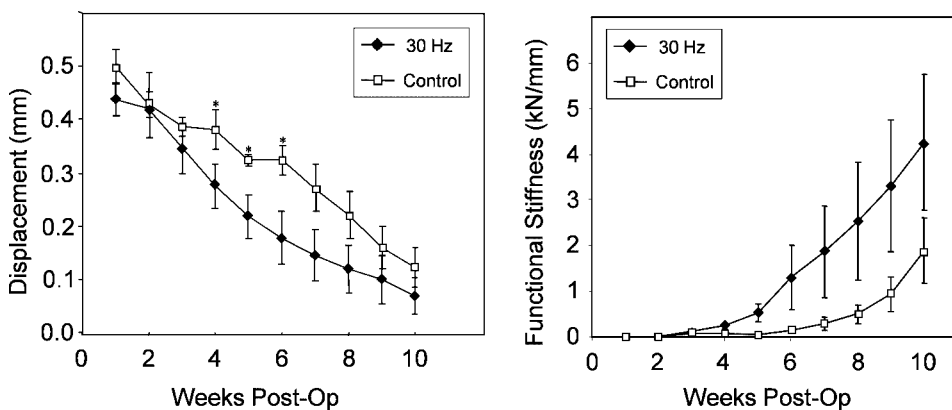 Displacement (mm)
0.5
0.4
0.3
0.2
0.1
0.0
30 Hz
Control
*
*
*
0 2 4 6 8 10
Weeks Post-Op
Functional Stiffness (kN/mm)
6
5
4
3
2
1
0
30 Hz
Control
0 2 4 6 8 10
Weeks Post-Op